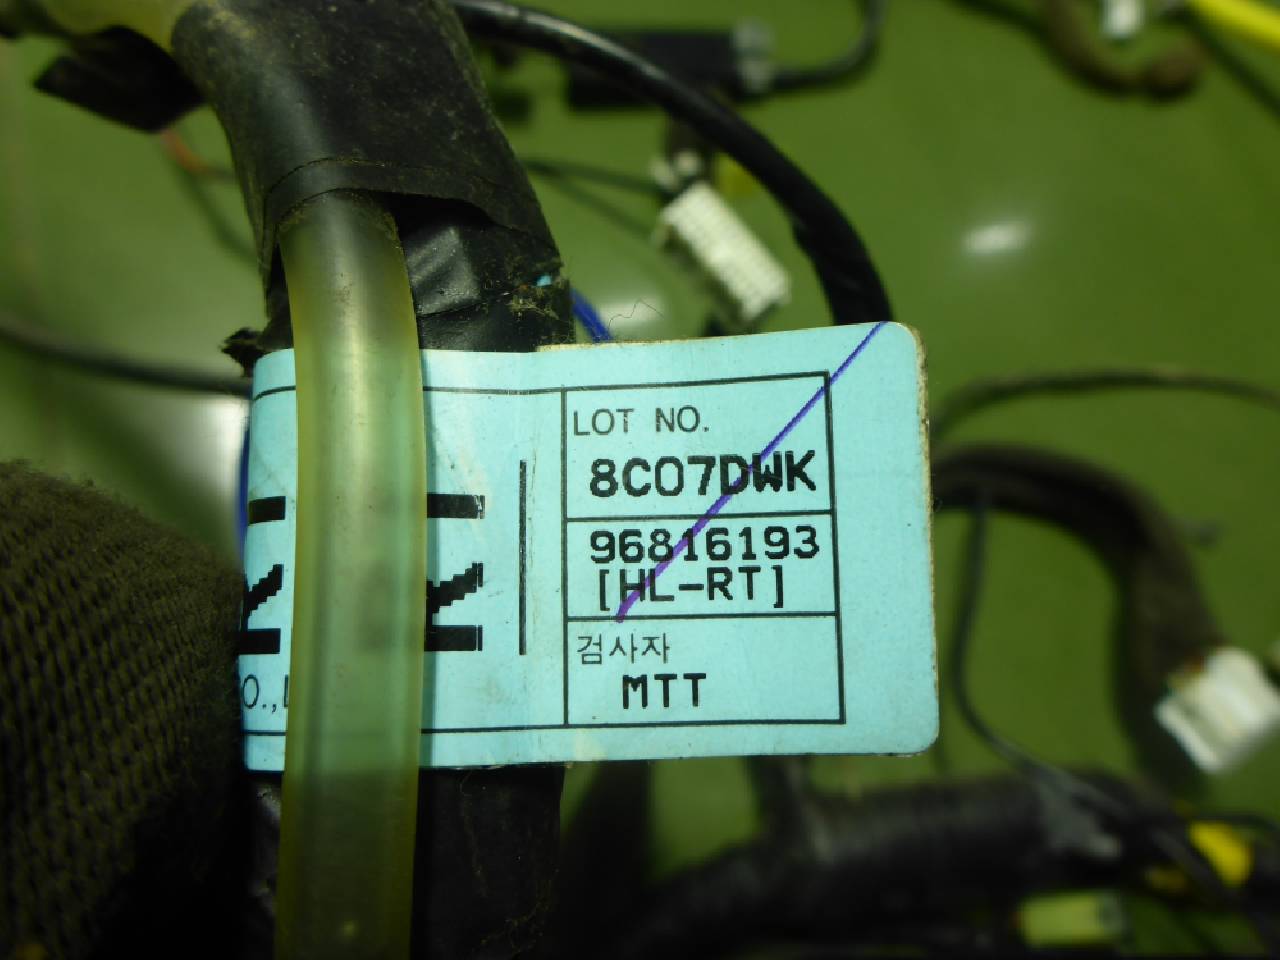 LOT NO.
8C07DWK
96816193
[HL-RT]
검사자
MTT